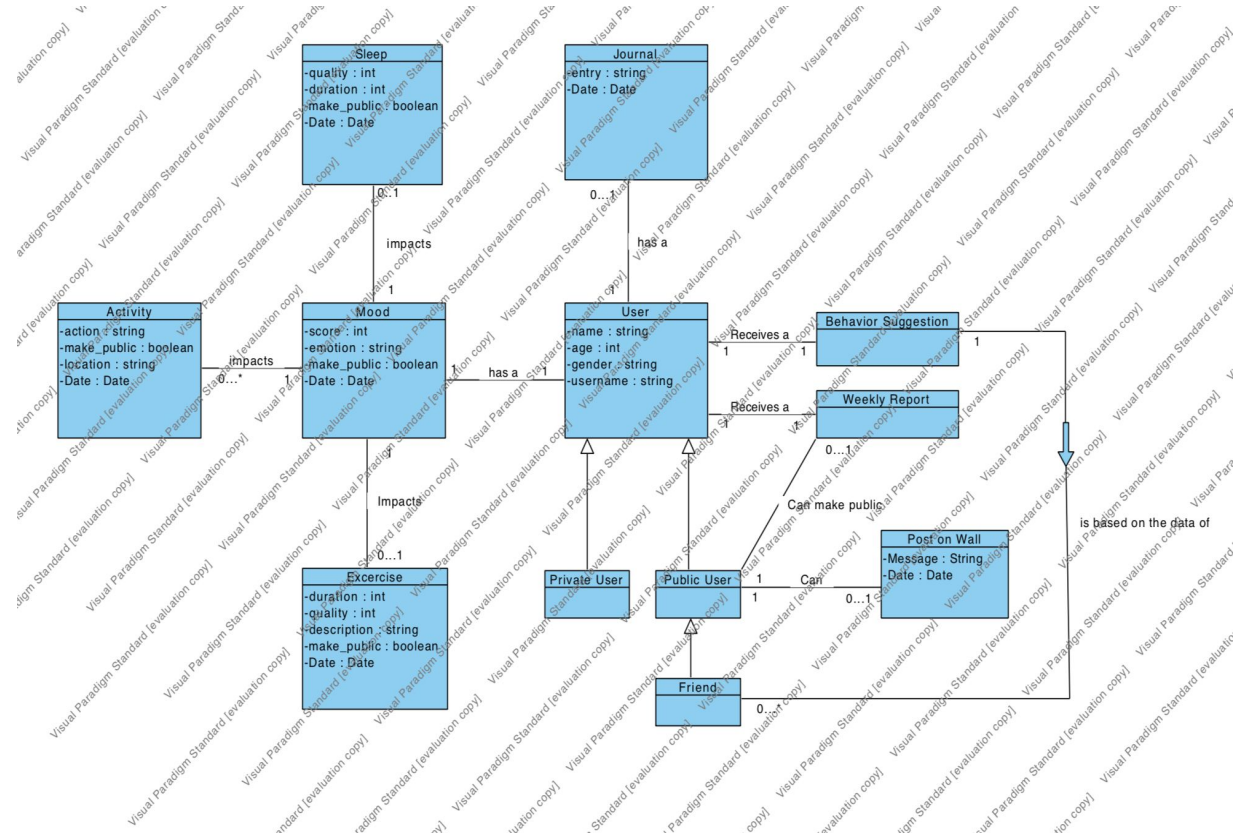 Sleep
-quality : int
-duration : int
-make_public : boolean
-Date : Date
Journal
-entry : string
-Date : Date
0...1
impacts
1
0...1
has a
1
Activity
-action : string
-make_public : boolean
-location : string
-Date : Date
impacts
0...*
1
Mood
-score : int
-emotion : string
-make_public : boolean
-Date : Date
1
has a
1
User
-name : string
-age : int
-gender : string
-username : string
Receives a
1
1
Behavior Suggestion
1
Receives a
1
1
Weekly Report
0...1
Can make public
is based on the data of
1
Impacts
0...1
Excercise
-duration : int
-quality : int
-description : string
-make_public : boolean
-Date : Date
Private User
Public User
1
Can
1
0...1
Post on Wall
-Message : String
-Date : Date
Friend
0...*
Visual Paradigm Standard [evaluation copy]